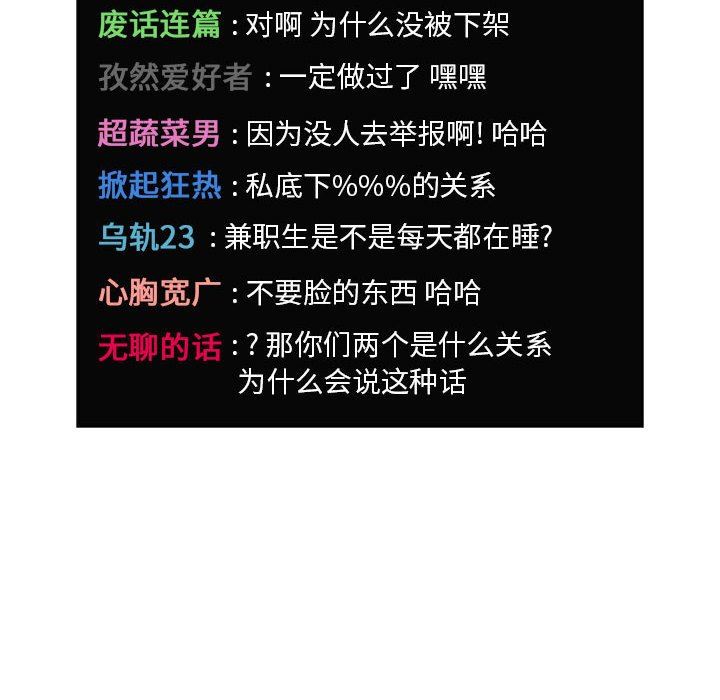 废话连篇 : 对啊 为什么没被下架
孜然爱好者 : 一定做过了 嘿嘿
超蔬菜男 : 因为没人去举报啊! 哈哈
掀起狂热 : 私底下%%%的关系
乌轨23 : 兼职生是不是每天都在睡?
心胸宽广 : 不要脸的东西 哈哈
无聊的话 : ? 那你们两个是什么关系
为什么会说这种话